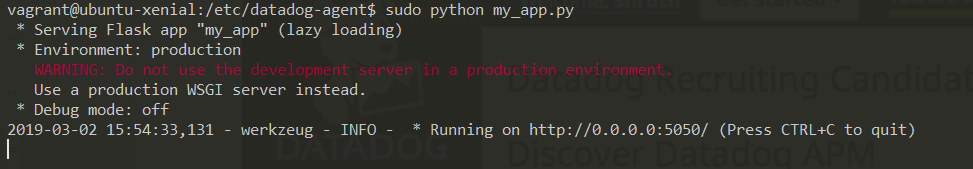 vagrant@ubuntu-xenial:/etc/datadog-agent$ sudo python my_app.py
 * Serving Flask app "my_app" (lazy loading)
 * Environment: production
   WARNING: Do not use the development server in a production environment.
   Use a production WSGI server instead.
 * Debug mode: off
2019-03-02 15:54:33,131 - werkzeug - INFO -  * Running on http://0.0.0.0:5050/ (Press CTRL+C to quit)
Datadog Recruiting Candidat
DATADOG
Discover Datadog APM